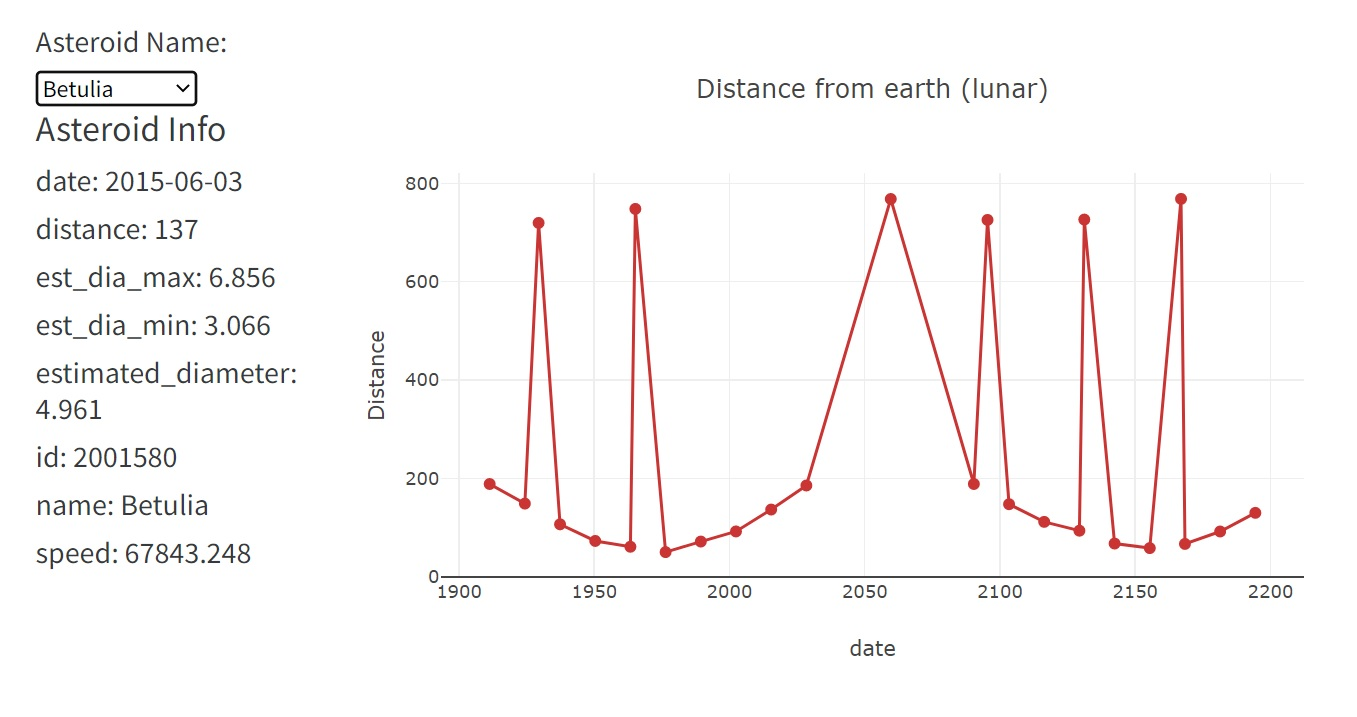 Asteroid Name:
Betulia
Asteroid Info
date: 2015-06-03
distance: 137
est_dia_max: 6.856
est_dia_min: 3.066
estimated_diameter:
4.961
id: 2001580
name: Betulia
speed: 67843.248
Distance from earth (lunar)
800
600
400
200
0
Distance
1900 1950 2000 2050 2100 2150 2200
date